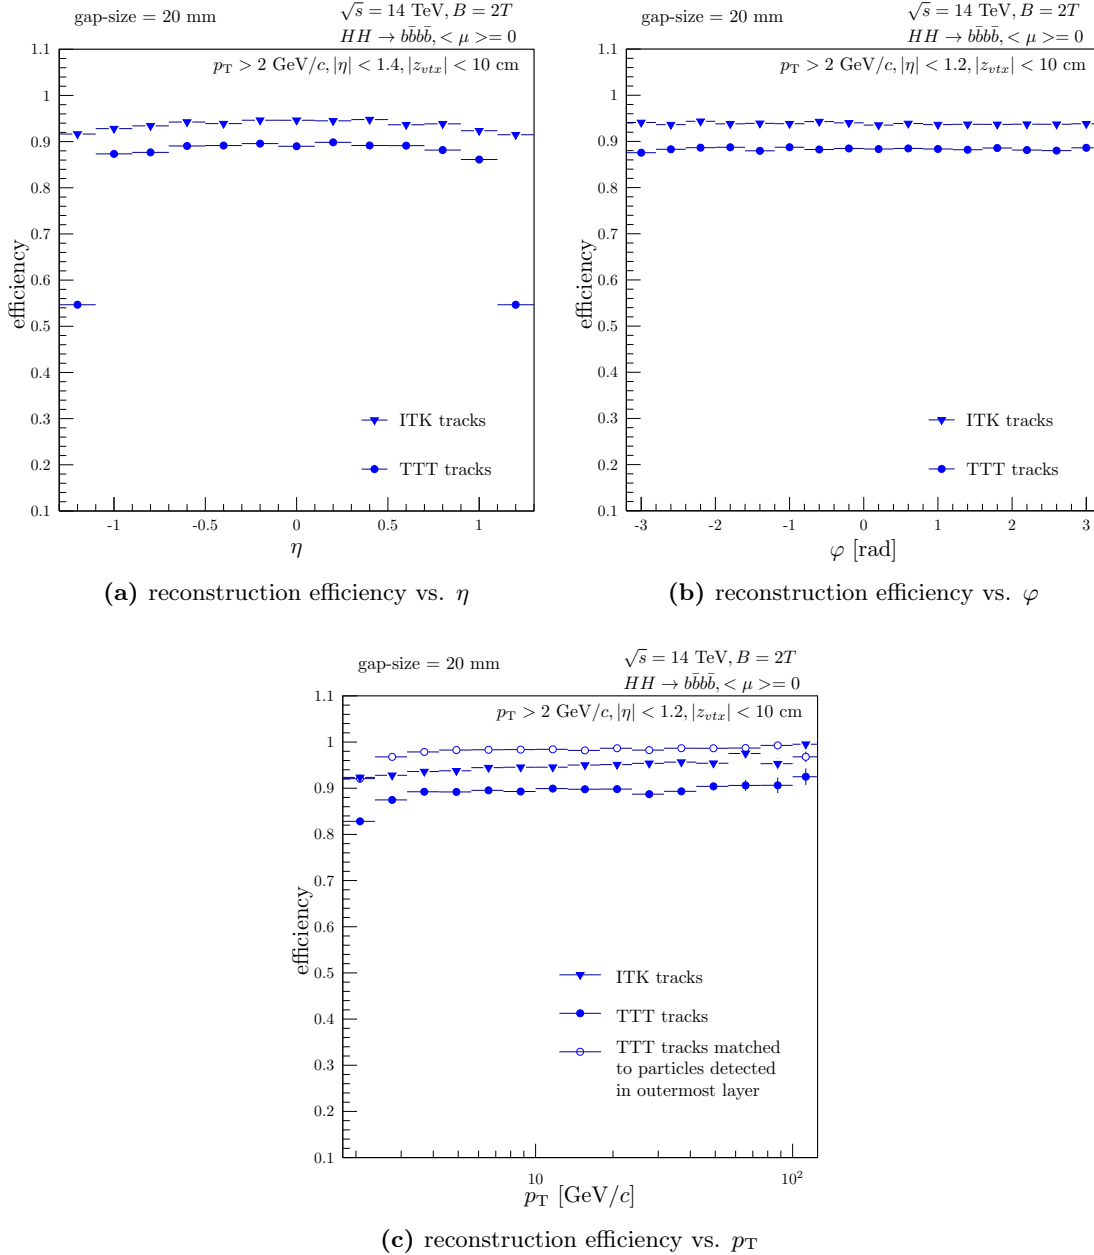 gap-size = 20 mm
√s = 14 TeV, B = 2T
HH → bb̄bb̄, < μ >= 0
p_T > 2 GeV/c, |η| < 1.4, |z_vtx| < 10 cm
1.1
1
0.9
0.8
0.7
0.6
0.5
0.4
0.3
0.2
0.1
efficiency
ITK tracks
TTT tracks
-1
-0.5
0
0.5
1
η
(a) reconstruction efficiency vs. η
gap-size = 20 mm
√s = 14 TeV, B = 2T
HH → bb̄bb̄, < μ >= 0
p_T > 2 GeV/c, |η| < 1.2, |z_vtx| < 10 cm
1.1
1
0.9
0.8
0.7
0.6
0.5
0.4
0.3
0.2
0.1
efficiency
ITK tracks
TTT tracks
-3
-2
-1
0
1
2
3
φ [rad]
(b) reconstruction efficiency vs. φ
gap-size = 20 mm
√s = 14 TeV, B = 2T
HH → bb̄bb̄, < μ >= 0
p_T > 2 GeV/c, |η| < 1.2, |z_vtx| < 10 cm
1.1
1
0.9
0.8
0.7
0.6
0.5
0.4
0.3
0.2
0.1
efficiency
ITK tracks
TTT tracks
TTT tracks matched
to particles detected
in outermost layer
10
10²
p_T [GeV/c]
(c) reconstruction efficiency vs. p_T